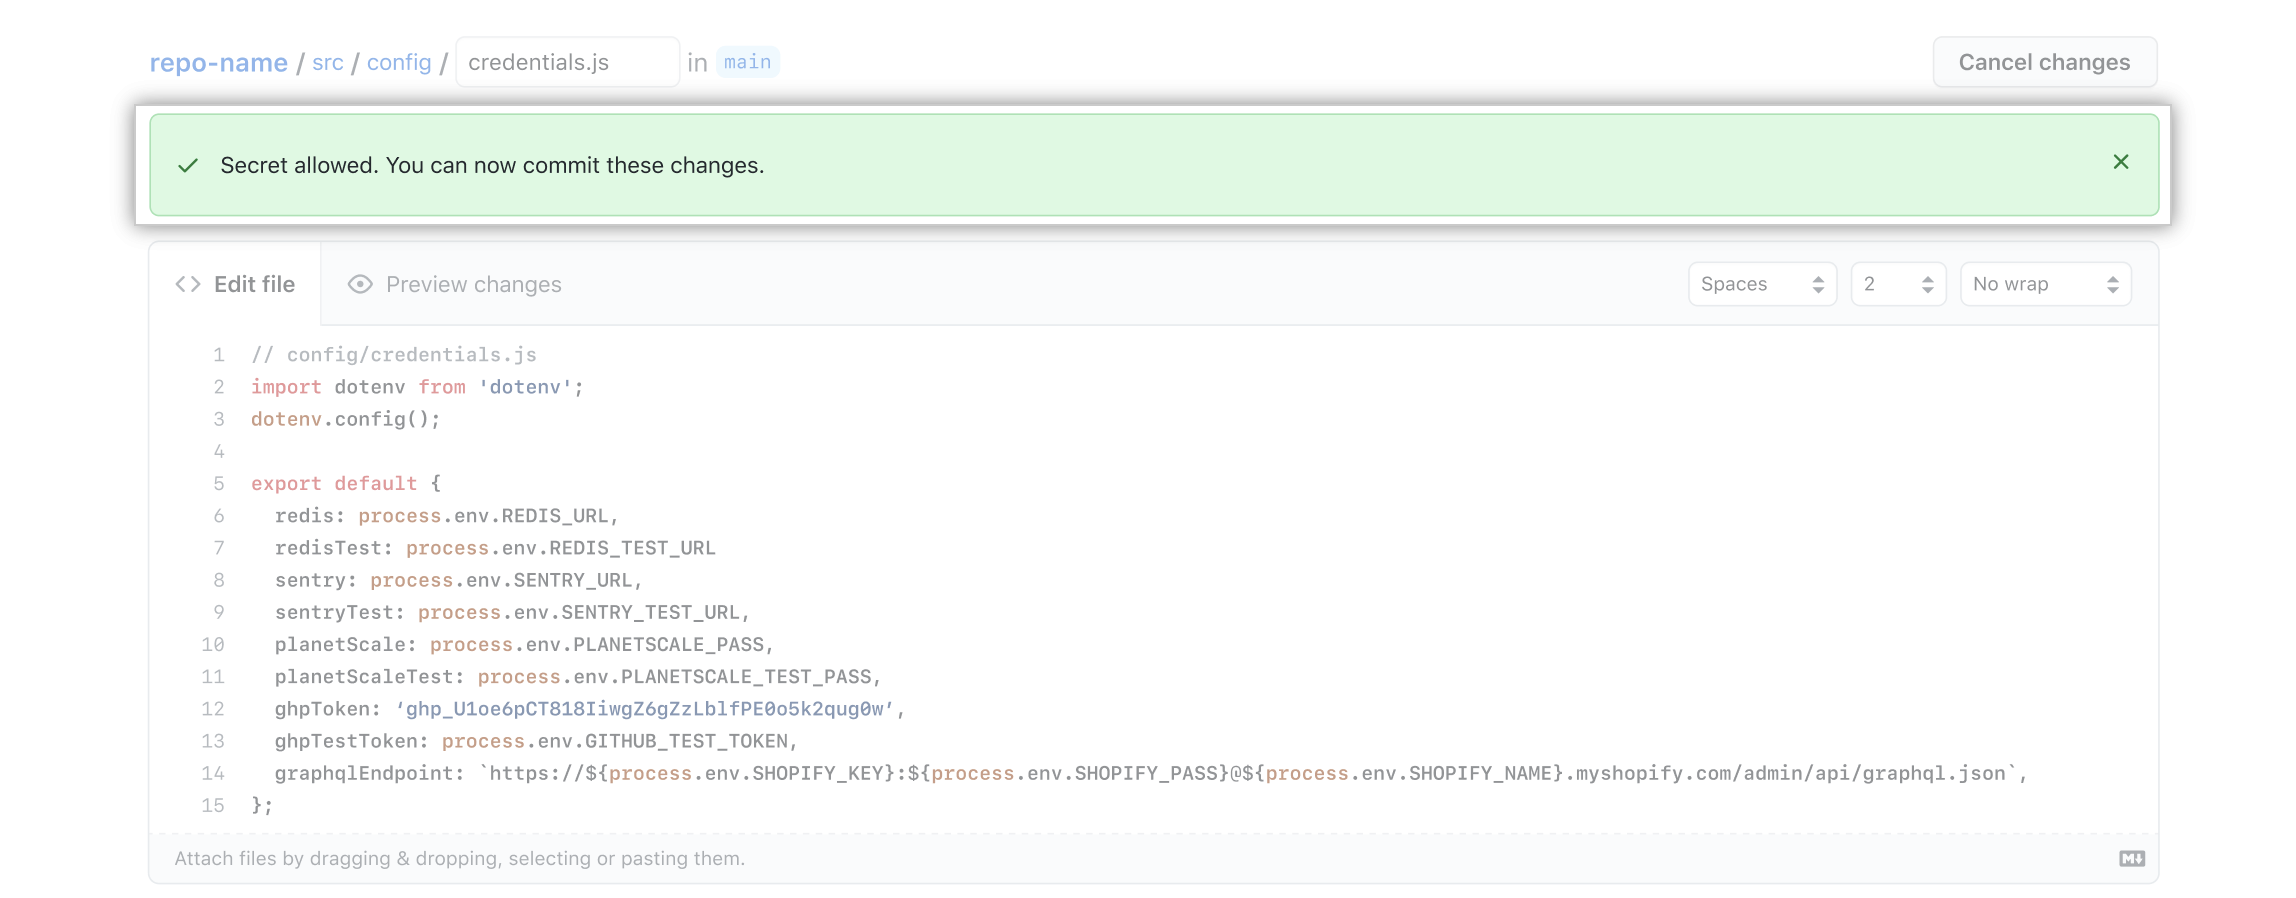 repo-name / src / config / credentials.js in main
Cancel changes
Secret allowed. You can now commit these changes.
Edit file
Preview changes
Spaces
2
No wrap
1 // config/credentials.js
2 import dotenv from 'dotenv';
3 dotenv.config();
4
5 export default {
6 redis: process.env.REDIS_URL,
7 redisTest: process.env.REDIS_TEST_URL
8 sentry: process.env.SENTRY_URL,
9 sentryTest: process.env.SENTRY_TEST_URL,
10 planetScale: process.env.PLANETSCALE_PASS,
11 planetScaleTest: process.env.PLANETSCALE_TEST_PASS,
12 ghpToken: ‘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’,
13 ghpTestToken: process.env.GITHUB_TEST_TOKEN,
14 graphqlEndpoint: `https://${process.env.SHOPIFY_KEY}:${process.env.SHOPIFY_PASS}@${process.env.SHOPIFY_NAME}.myshopify.com/admin/api/graphql.json`,
15 };
Attach files by dragging & dropping, selecting or pasting them.
M